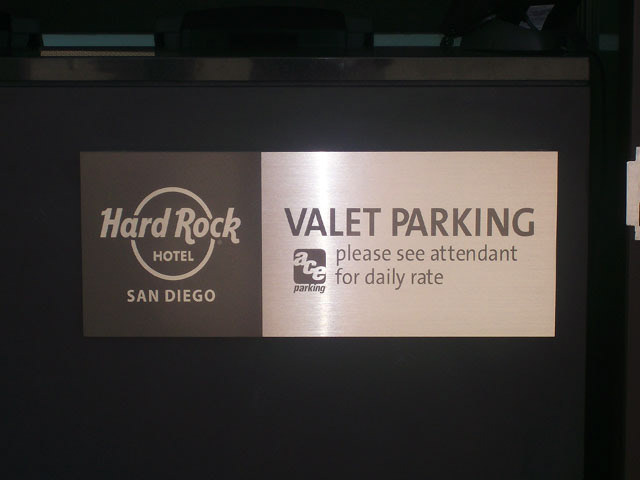 Hard Rock
HOTEL
SAN DIEGO
VALET PARKING
ace
parking
please see attendant
for daily rate